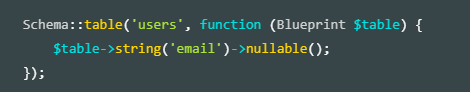 Schema::table('users', function (Blueprint $table) {
    $table->string('email')->nullable();
});